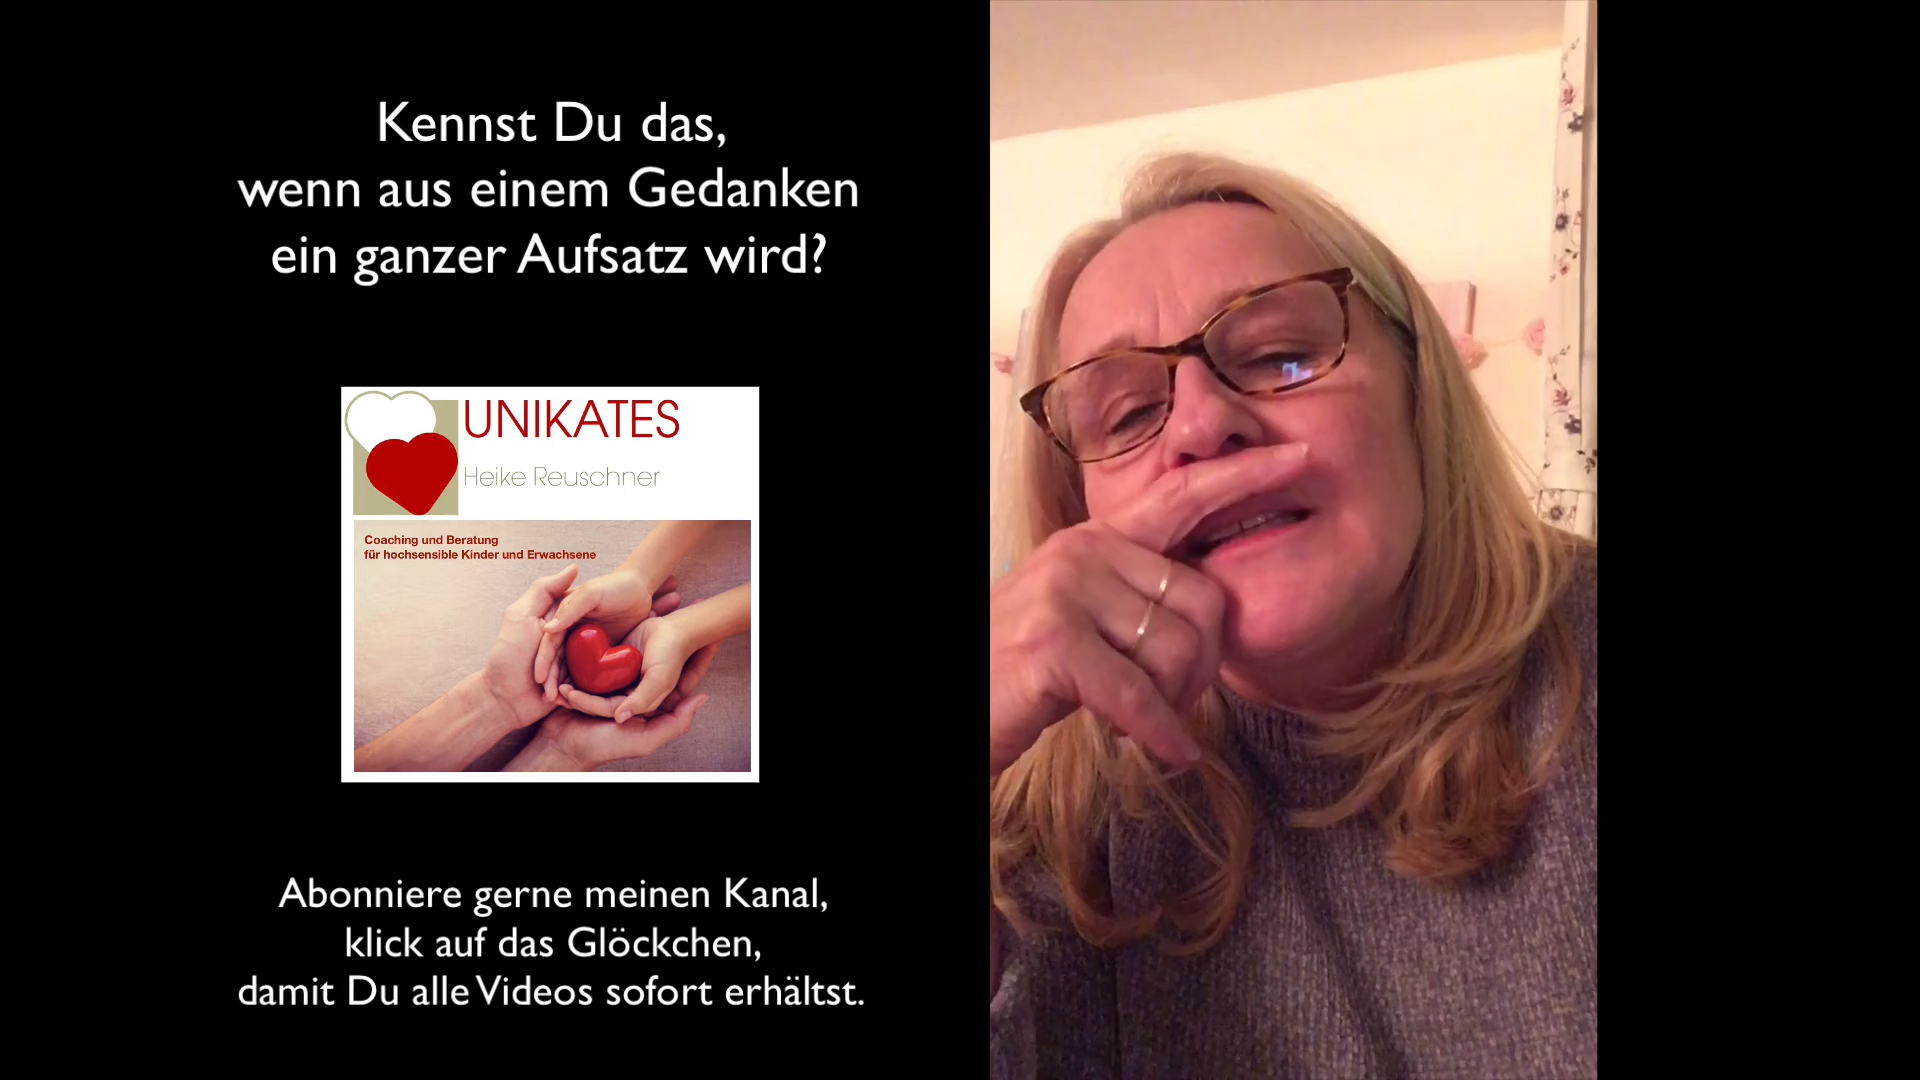 Kennst Du das,
wenn aus einem Gedanken
ein ganzer Aufsatz wird?
UNIKATES
Heike Reuschner
Coaching und Beratung
für hochsensible Kinder und Erwachsene
Abonniere gerne meinen Kanal,
klick auf das Glöckchen,
damit Du alle Videos sofort erhältst.